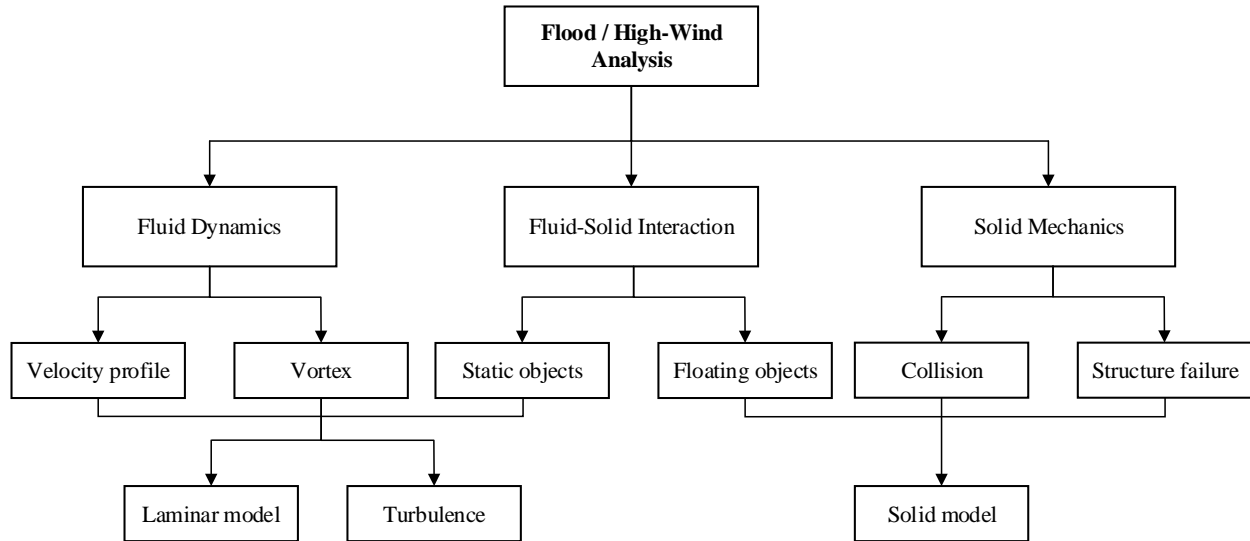 Flood / High-Wind
Analysis
Fluid Dynamics
Fluid-Solid Interaction
Solid Mechanics
Velocity profile
Vortex
Static objects
Floating objects
Collision
Structure failure
Laminar model
Turbulence
Solid model